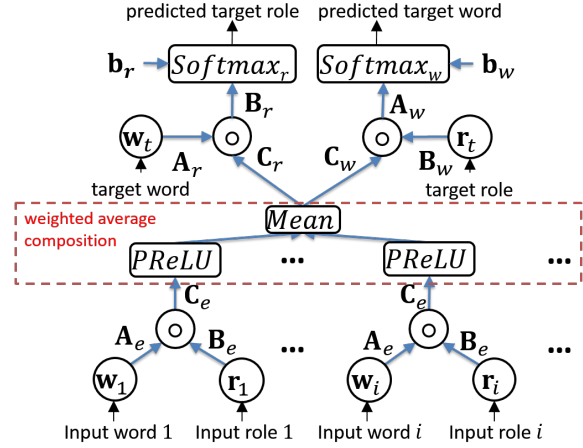 predicted target role predicted target word
b_r Softmax_r Softmax_w b_w
B_r A_w
w_t r_t
A_r C_r C_w B_w
target word target role
weighted average
composition
Mean
PReLU ... PReLU ...
C_e C_e
A_e B_e ... A_e B_e ...
w_1 r_1 w_i r_i
Input word 1 Input role 1 Input word i Input role i